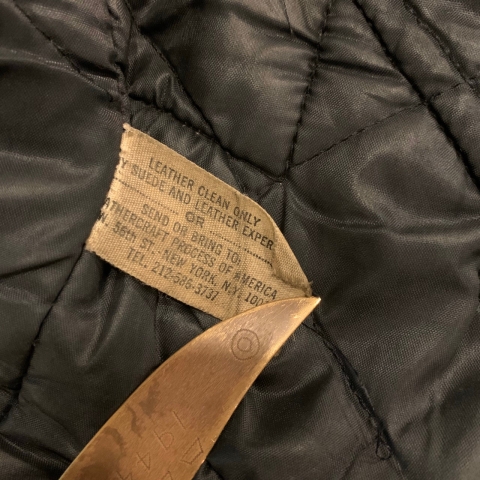 LEATHER CLEAN ONLY
Y SUEDE AND LEATHER EXPER
OR
SEND OR BRING TO:
ATHERCRAFT PROCESS OF AMERICA
W. 56th ST. NEW YORK, N.Y. 100
TEL. 212-586-3737